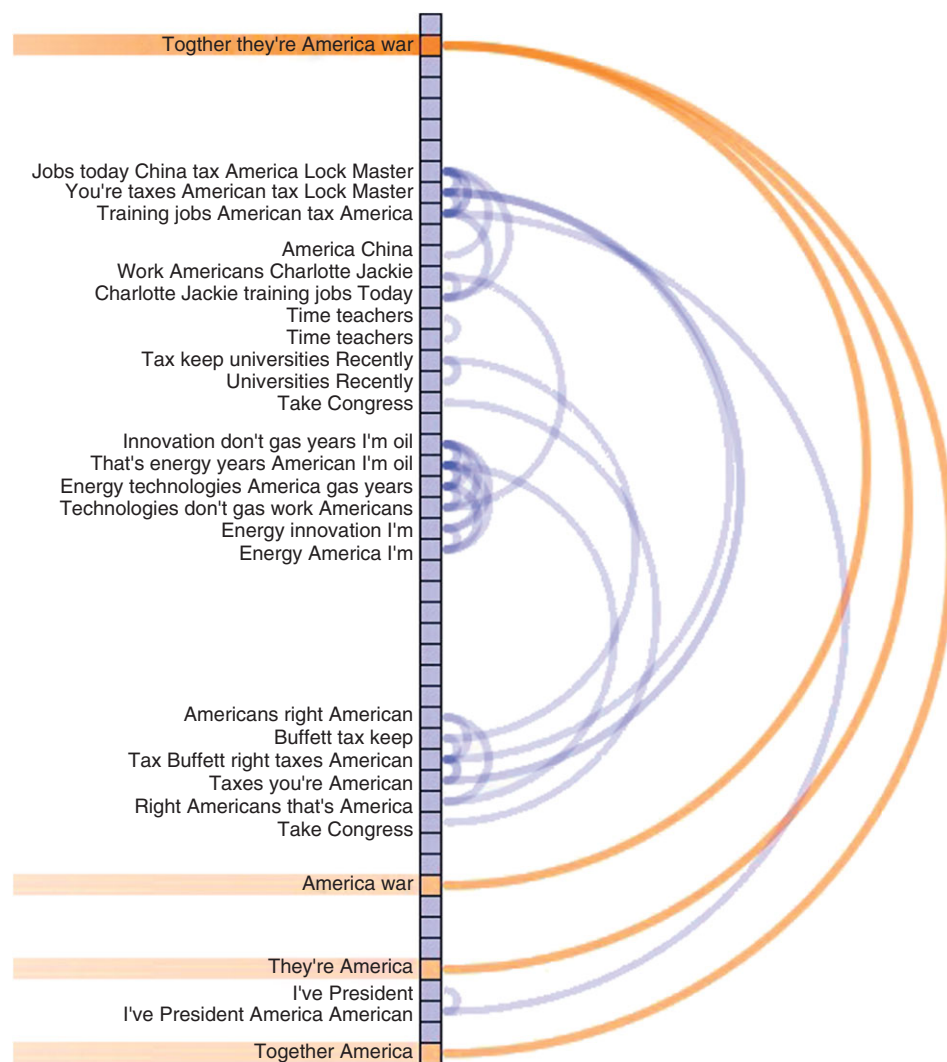 Togther they're America war
Jobs today China tax America Lock Master
You're taxes American tax Lock Master
Training jobs American tax America
America China
Work Americans Charlotte Jackie
Charlotte Jackie training jobs Today
Time teachers
Time teachers
Tax keep universities Recently
Universities Recently
Take Congress
Innovation don't gas years I'm oil
That's energy years American I'm oil
Energy technologies America gas years
Technologies don't gas work Americans
Energy innovation I'm
Energy America I'm
Americans right American
Buffett tax keep
Tax Buffett right taxes American
Taxes you're American
Right Americans that's America
Take Congress
America war
They're America
I've President
I've President America American
Together America